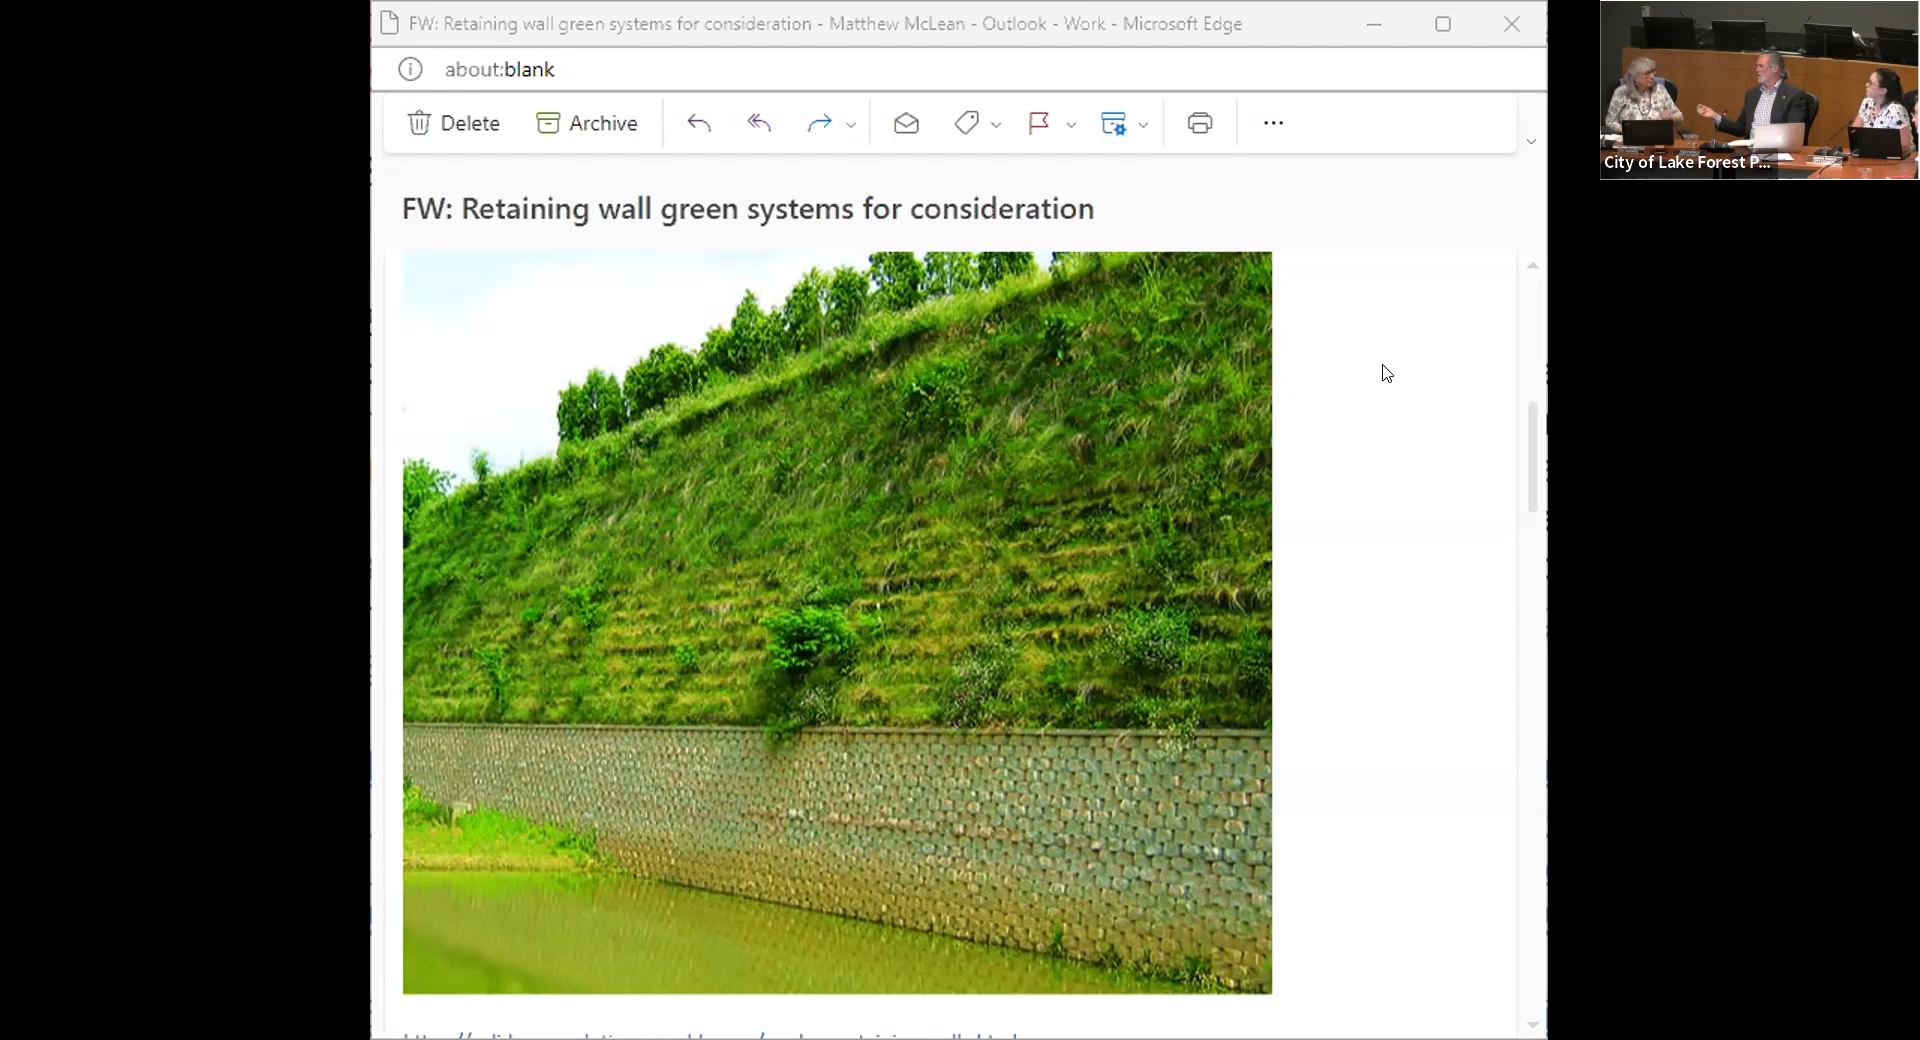 FW: Retaining wall green systems for consideration - Matthew McLean - Outlook - Work - Microsoft Edge
about:blank
Delete Archive
FW: Retaining wall green systems for consideration
City of Lake Forest P...